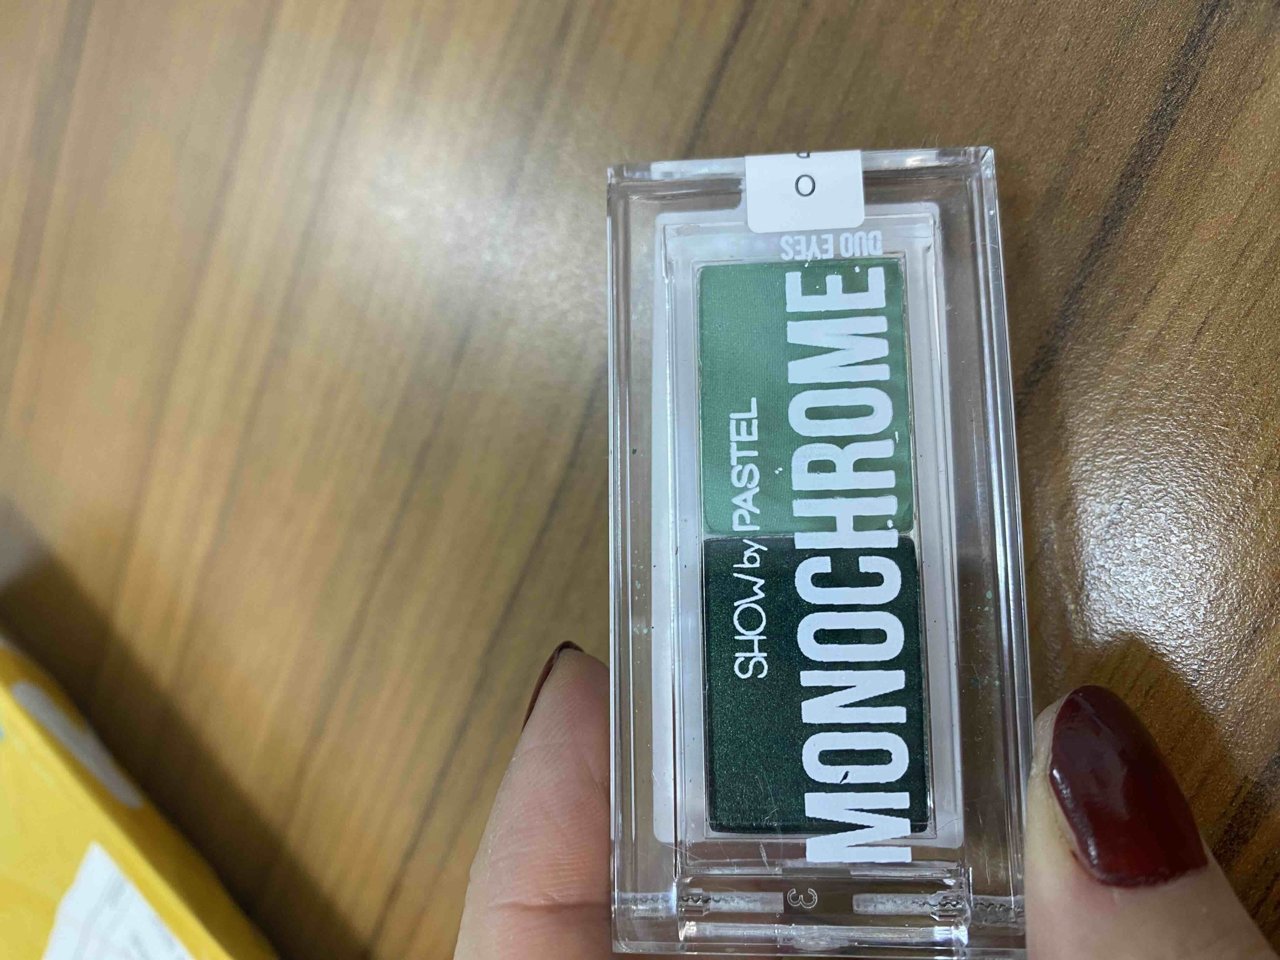 SHOW by PASTEL
MONOCHROME
DUO EYES